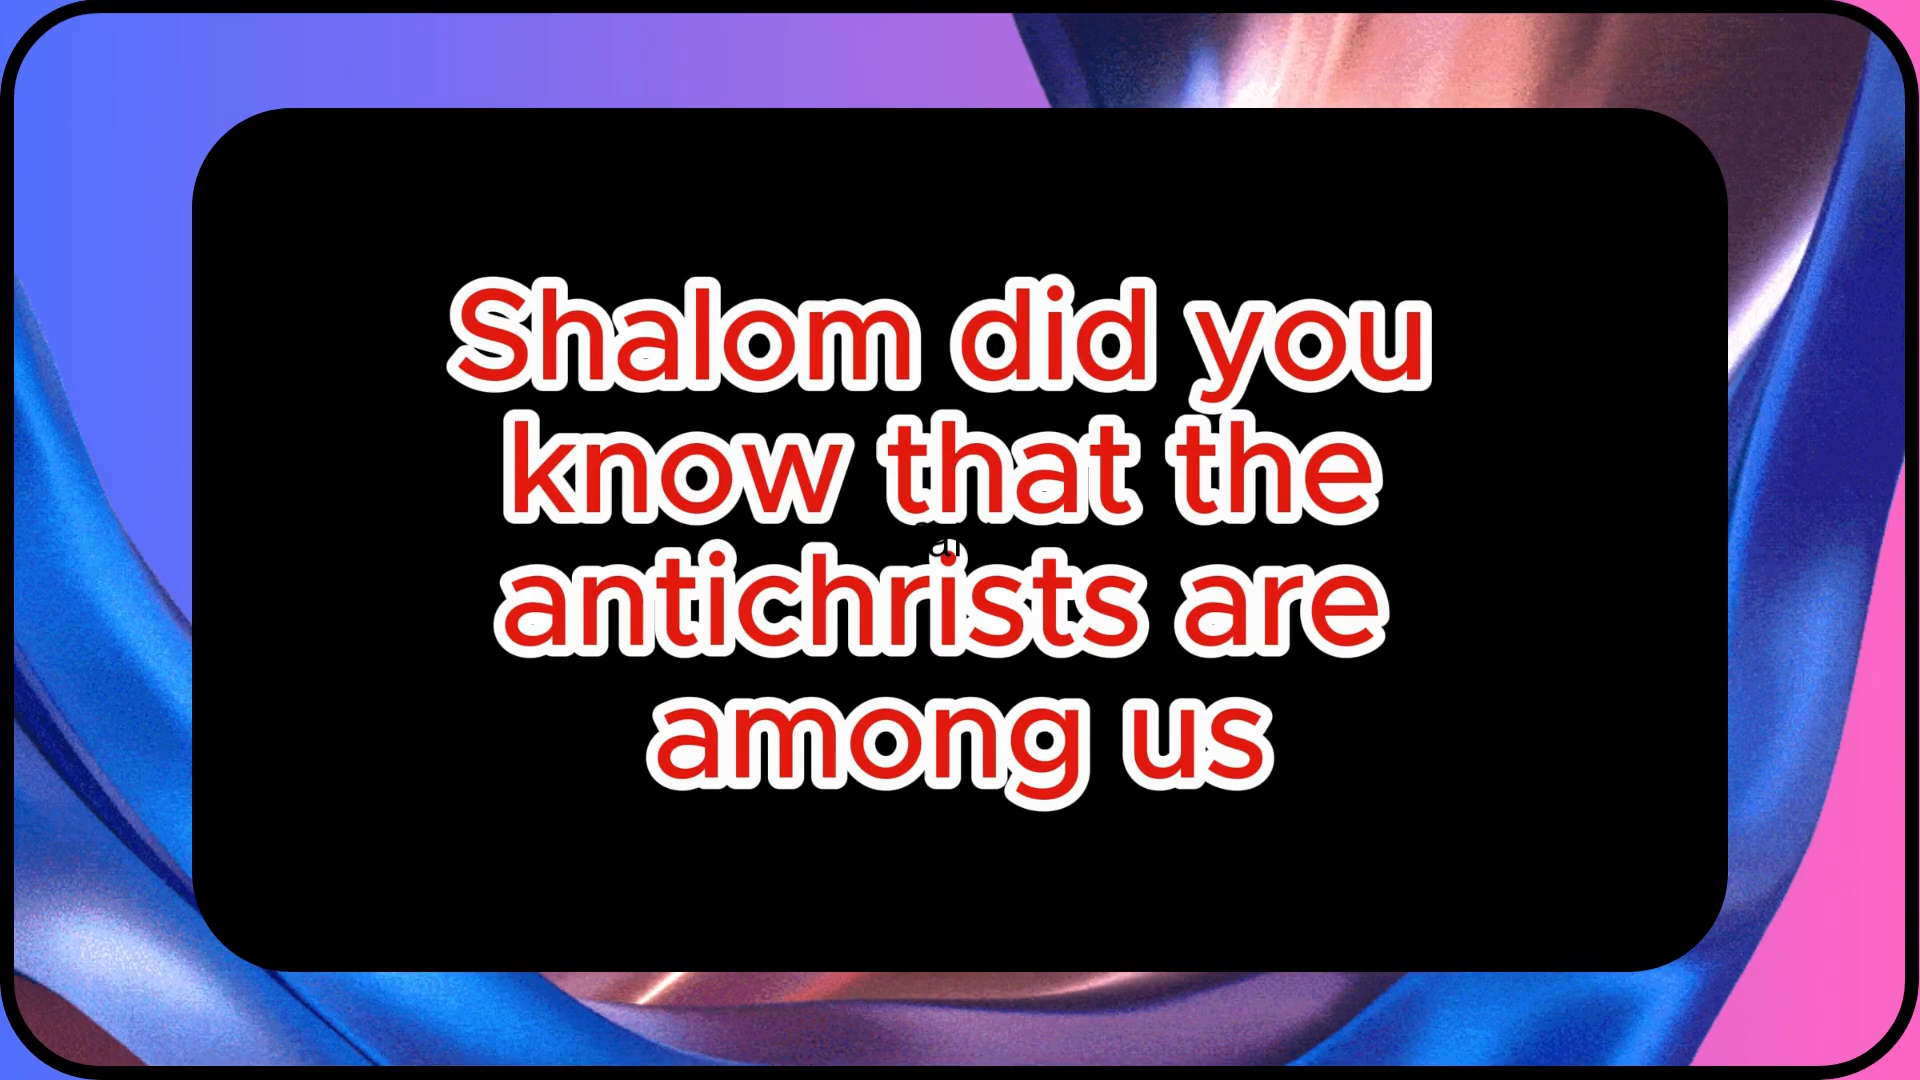 Shalom did you
know that the
antichrists are
among us